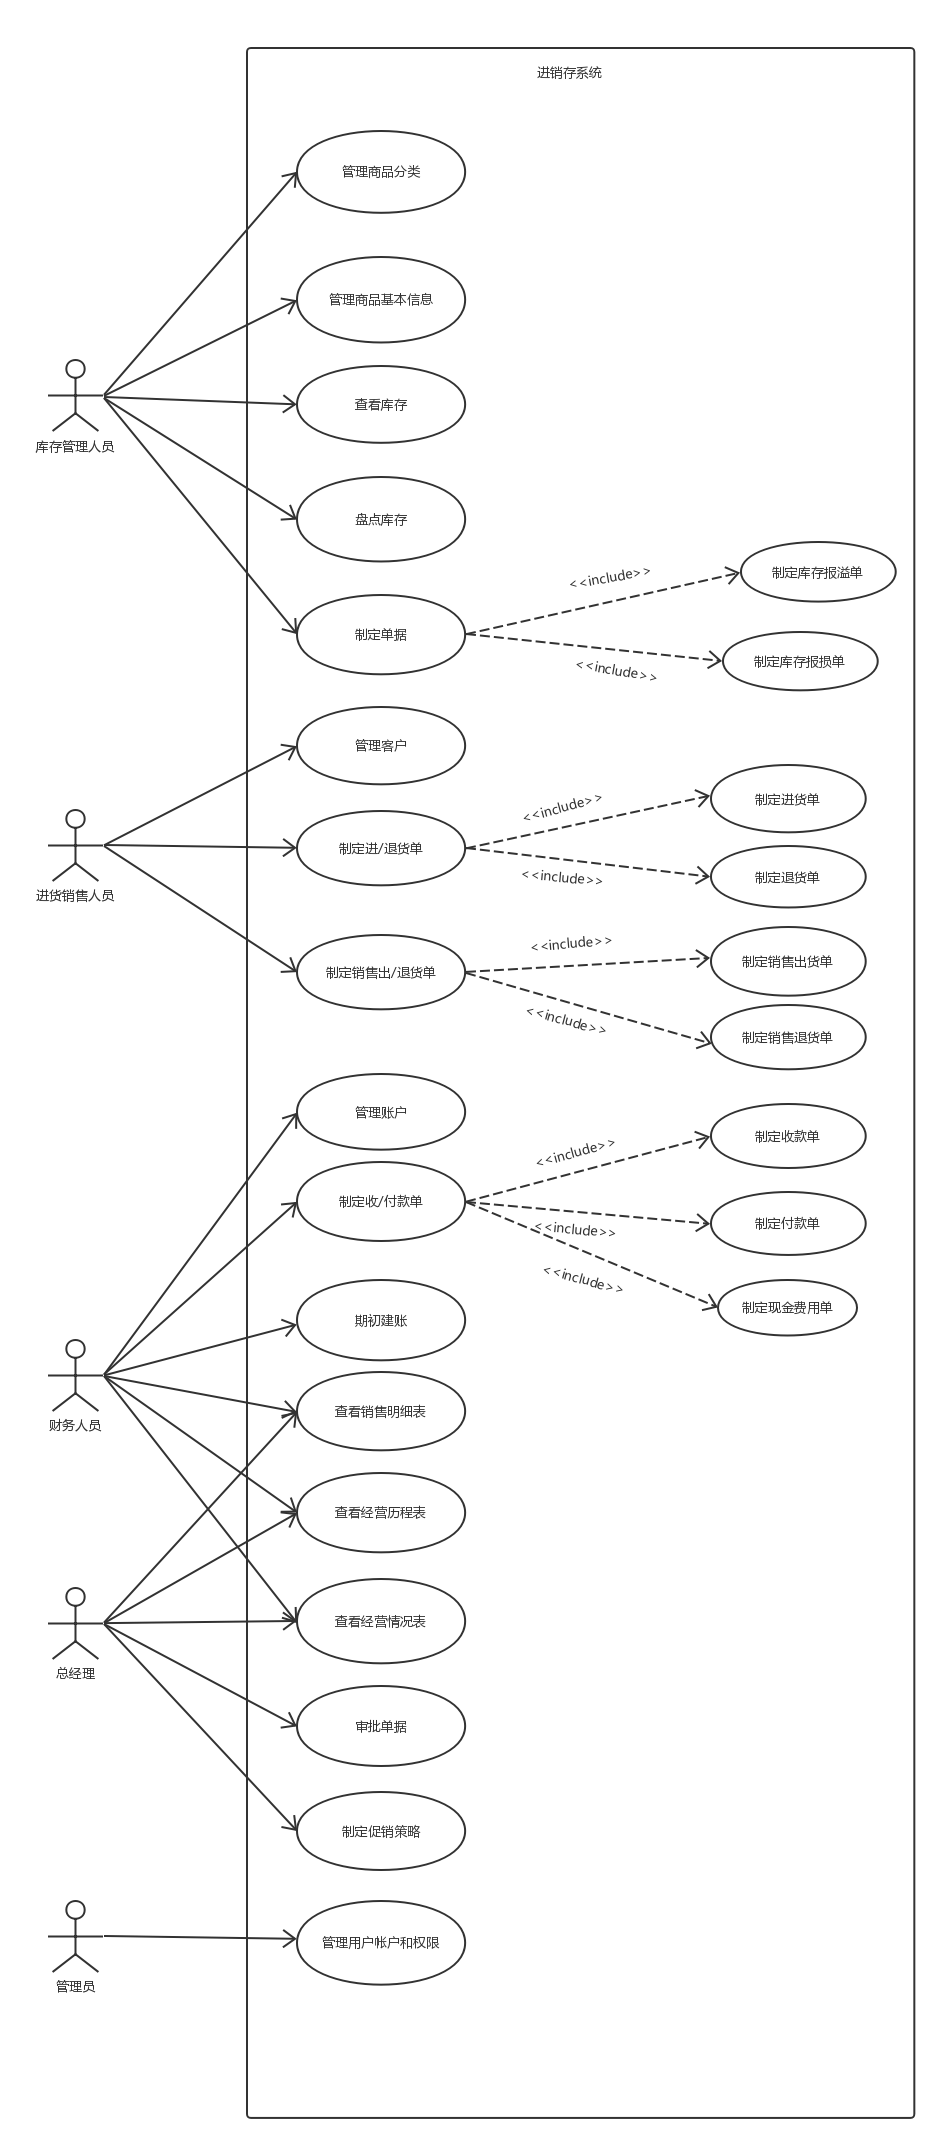 进销存系统
管理商品分类
管理商品基本信息
查看库存
库存管理人员
盘点库存
制定库存报溢单
<<include>>
制定单据
制定库存报损单
<<include>>
管理客户
制定进货单
<<include>>
制定进/退货单
制定退货单
<<include>>
进货销售人员
<<include>>
制定销售出货单
制定销售出/退货单
<<include>>
制定销售退货单
管理账户
制定收款单
<<include>>
制定收/付款单
制定付款单
<<include>>
<<include>>
制定现金费用单
期初建账
查看销售明细表
财务人员
查看经营历程表
查看经营情况表
总经理
审批单据
制定促销策略
管理用户帐户和权限
管理员